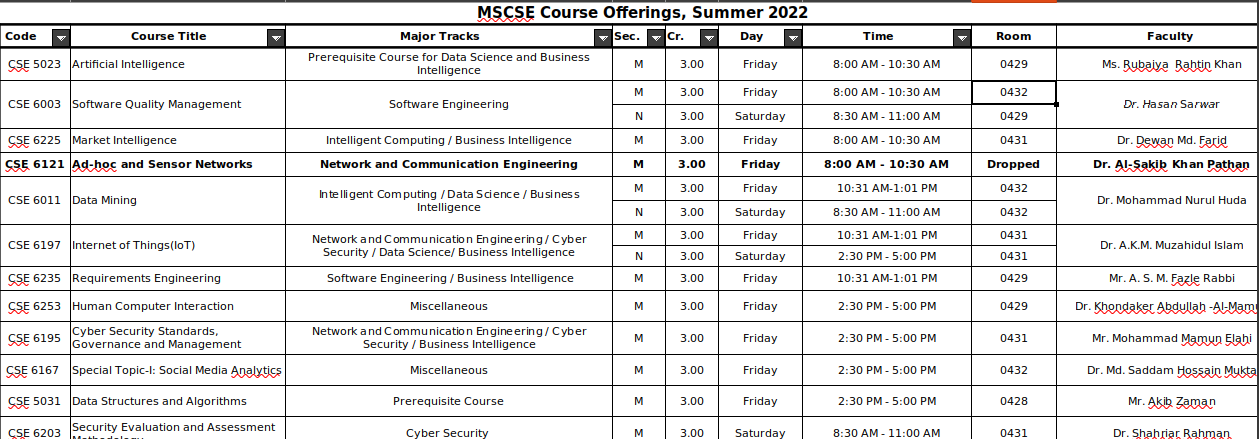 MSCSE Course Offerings, Summer 2022
Code Course Title Major Tracks Sec. Cr. Day Time Room Faculty
CSE 5023 Artificial Intelligence Prerequisite Course for Data Science and Business Intelligence M 3.00 Friday 8:00 AM - 10:30 AM 0429 Ms. Rubaiya Rahtin Khan
CSE 6003 Software Quality Management Software Engineering M 3.00 Friday 8:00 AM - 10:30 AM 0432 Dr. Hasan Sarwar
N 3.00 Saturday 8:30 AM - 11:00 AM 0429
CSE 6225 Market Intelligence Intelligent Computing / Business Intelligence M 3.00 Friday 8:00 AM - 10:30 AM 0431 Dr. Dewan Md. Farid
CSE 6121 Ad-hoc and Sensor Networks Network and Communication Engineering M 3.00 Friday 8:00 AM - 10:30 AM Dropped Dr. Al-Sakib Khan Pathan
CSE 6011 Data Mining Intelligent Computing / Data Science / Business Intelligence M 3.00 Friday 10:31 AM-1:01 PM 0432 Dr. Mohammad Nurul Huda
N 3.00 Saturday 8:30 AM - 11:00 AM 0432
CSE 6197 Internet of Things(IoT) Network and Communication Engineering / Cyber Security / Data Science/ Business Intelligence M 3.00 Friday 10:31 AM-1:01 PM 0431 Dr. A.K.M. Muzahidul Islam
N 3.00 Saturday 2:30 PM - 5:00 PM 0431
CSE 6235 Requirements Engineering Software Engineering / Business Intelligence M 3.00 Friday 10:31 AM-1:01 PM 0429 Mr. A. S. M. Fazle Rabbi
CSE 6253 Human Computer Interaction Miscellaneous M 3.00 Friday 2:30 PM - 5:00 PM 0429 Dr. Khondaker Abdullah -Al-Mamu
CSE 6195 Cyber Security Standards, Governance and Management Network and Communication Engineering / Cyber Security / Business Intelligence M 3.00 Friday 2:30 PM - 5:00 PM 0431 Mr. Mohammad Mamun Elahi
CSE 6167 Special Topic-I: Social Media Analytics Miscellaneous M 3.00 Friday 2:30 PM - 5:00 PM 0432 Dr. Md. Saddam Hossain Mukta
CSE 5031 Data Structures and Algorithms Prerequisite Course M 3.00 Friday 2:30 PM - 5:00 PM 0428 Mr. Akib Zaman
CSE 6203 Security Evaluation and Assessment Cyber Security M 3.00 Saturday 8:30 AM - 11:00 AM 0431 Dr. Shahriar Rahman